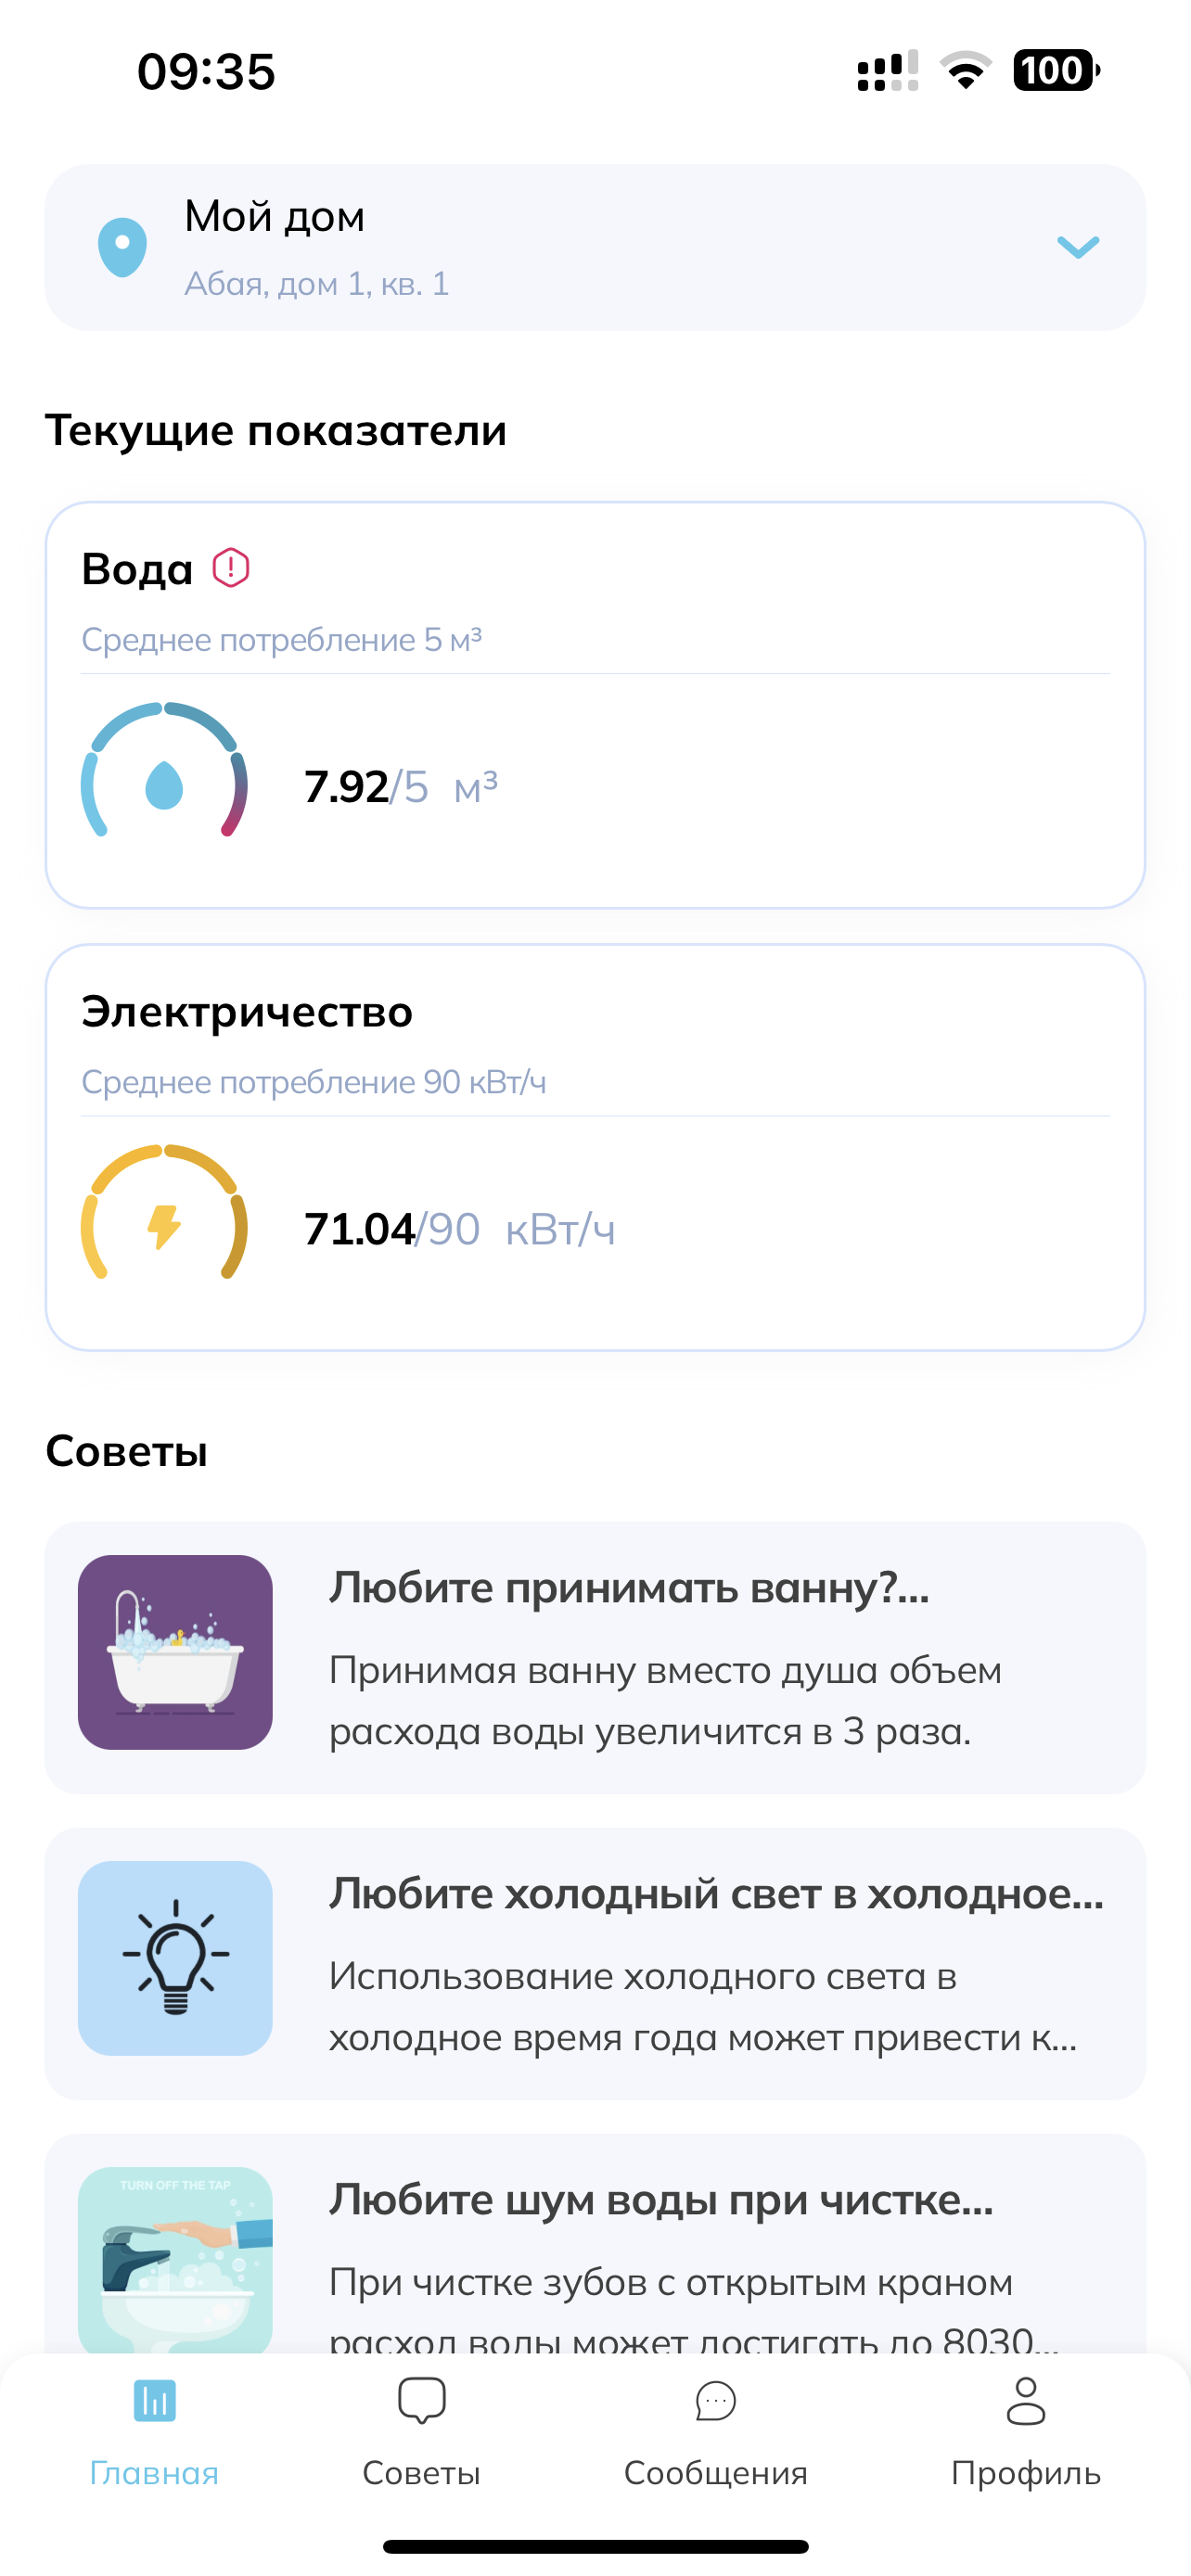 09:35
100
Мой дом
Абая, дом 1, кв. 1
Текущие показатели
Вода
Среднее потребление 5 м³
7.92/5 м³
Электричество
Среднее потребление 90 кВт/ч
71.04/90 кВт/ч
Советы
Любите принимать ванну?...
Принимая ванну вместо душа объем
расхода воды увеличится в 3 раза.
Любите холодный свет в холодное...
Использование холодного света в
холодное время года может привести к...
TURN OFF THE TAP
Любите шум воды при чистке...
При чистке зубов с открытым краном
расход воды может достигать до 8030...
Главная
Советы
Сообщения
Профиль